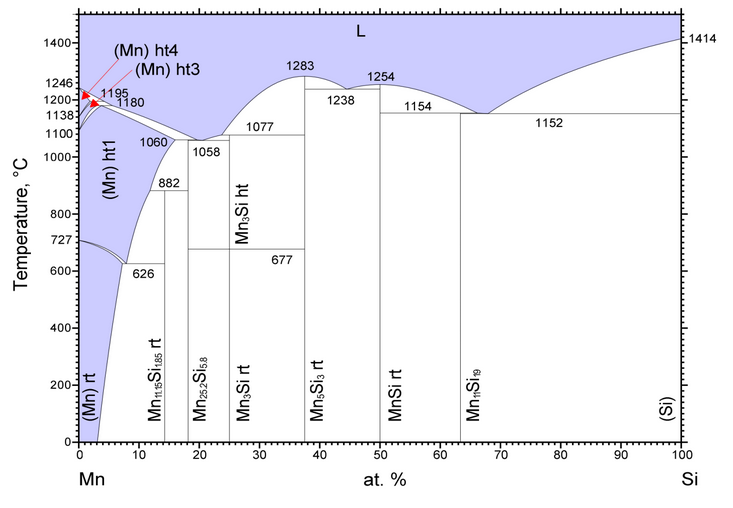 L
1400
1414
(Mn) ht4
(Mn) ht3
1283
1254
1246
1238
1200
1195
1180
1154
1152
1138
1100
1077
1060
1058
1000
(Mn) ht1
882
800
Mn₃Si ht
727
677
626
600
400
200
0
Temperature, °C
(Mn) rt
Mn₁₁.₁₅Si₁.₈₅ rt
Mn₂₅.₂Si₅.₈
Mn₃Si rt
Mn₅Si₃ rt
MnSi rt
Mn₁₁Si₁₉
(Si)
0 10 20 30 40 50 60 70 80 90 100
Mn at. % Si